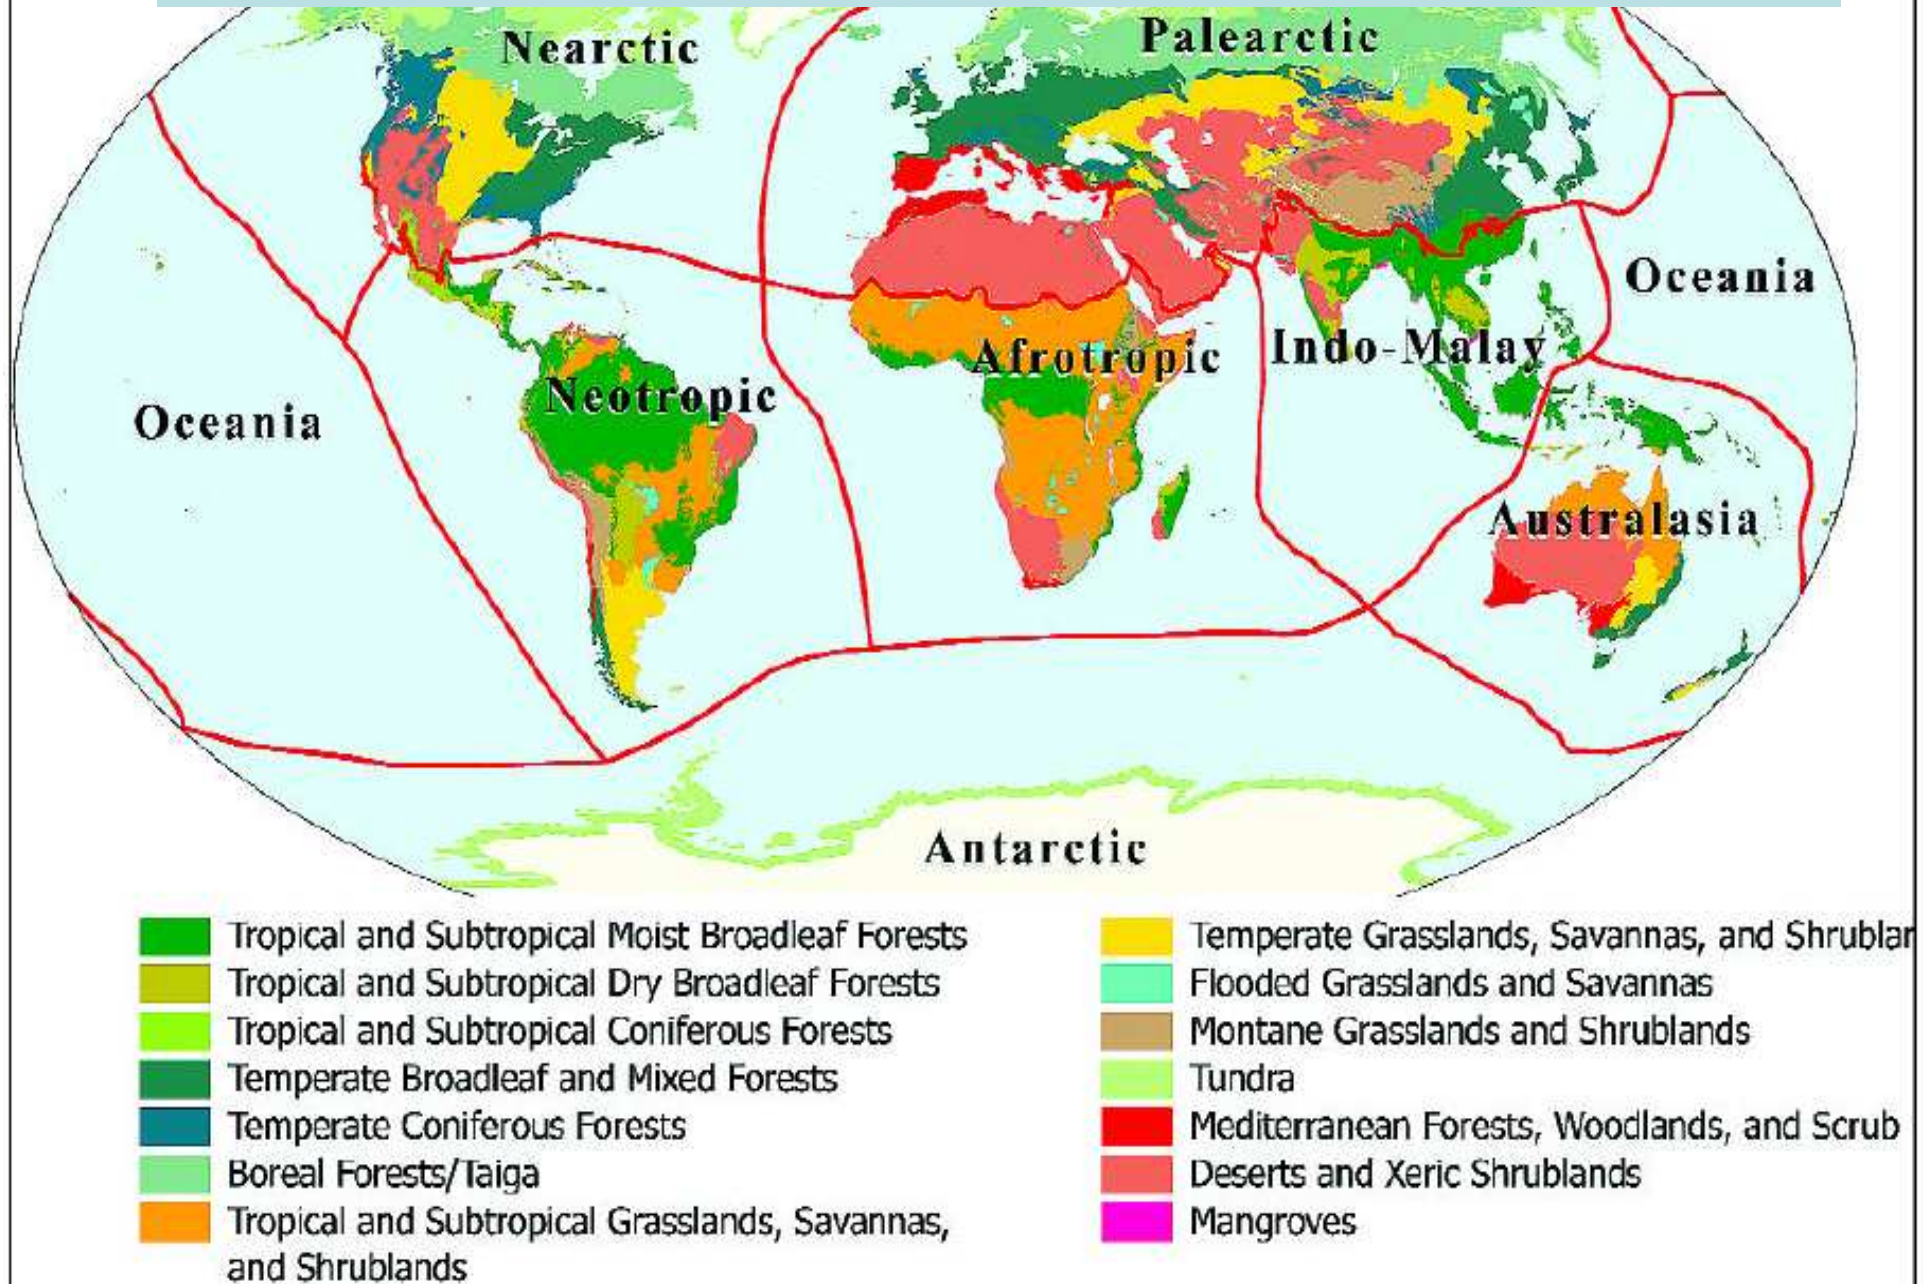 Nearctic
Palearctic
Oceania
Afrotropic
Indo-Malay
Neotropic
Oceania
Australasia
Antarctic
Tropical and Subtropical Moist Broadleaf Forests
Tropical and Subtropical Dry Broadleaf Forests
Tropical and Subtropical Coniferous Forests
Temperate Broadleaf and Mixed Forests
Temperate Coniferous Forests
Boreal Forests/Taiga
Tropical and Subtropical Grasslands, Savannas,
and Shrublands
Temperate Grasslands, Savannas, and Shrublar
Flooded Grasslands and Savannas
Montane Grasslands and Shrublands
Tundra
Mediterranean Forests, Woodlands, and Scrub
Deserts and Xeric Shrublands
Mangroves